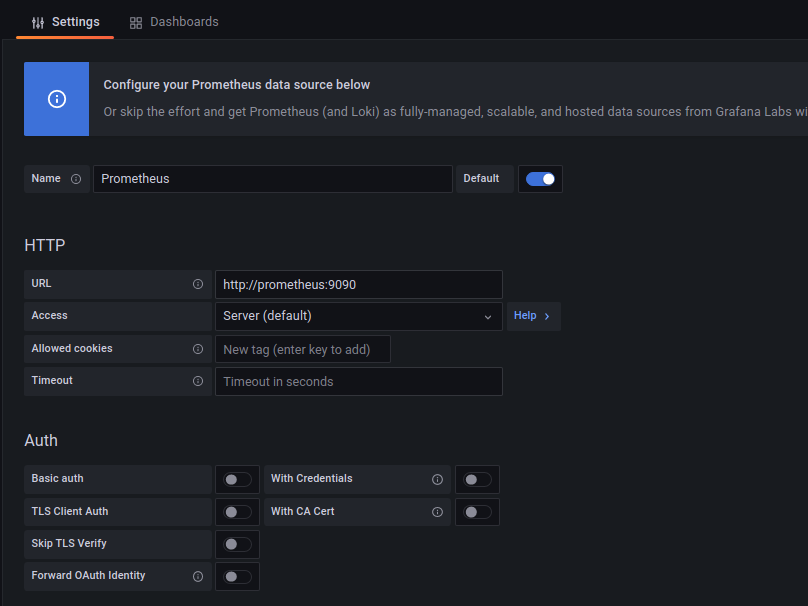 Settings Dashboards
Configure your Prometheus data source below
Or skip the effort and get Prometheus (and Loki) as fully-managed, scalable, and hosted data sources from Grafana Labs wi
Name Prometheus Default
HTTP
URL http://prometheus:9090
Access Server (default) Help
Allowed cookies New tag (enter key to add)
Timeout Timeout in seconds
Auth
Basic auth With Credentials
TLS Client Auth With CA Cert
Skip TLS Verify
Forward OAuth Identity